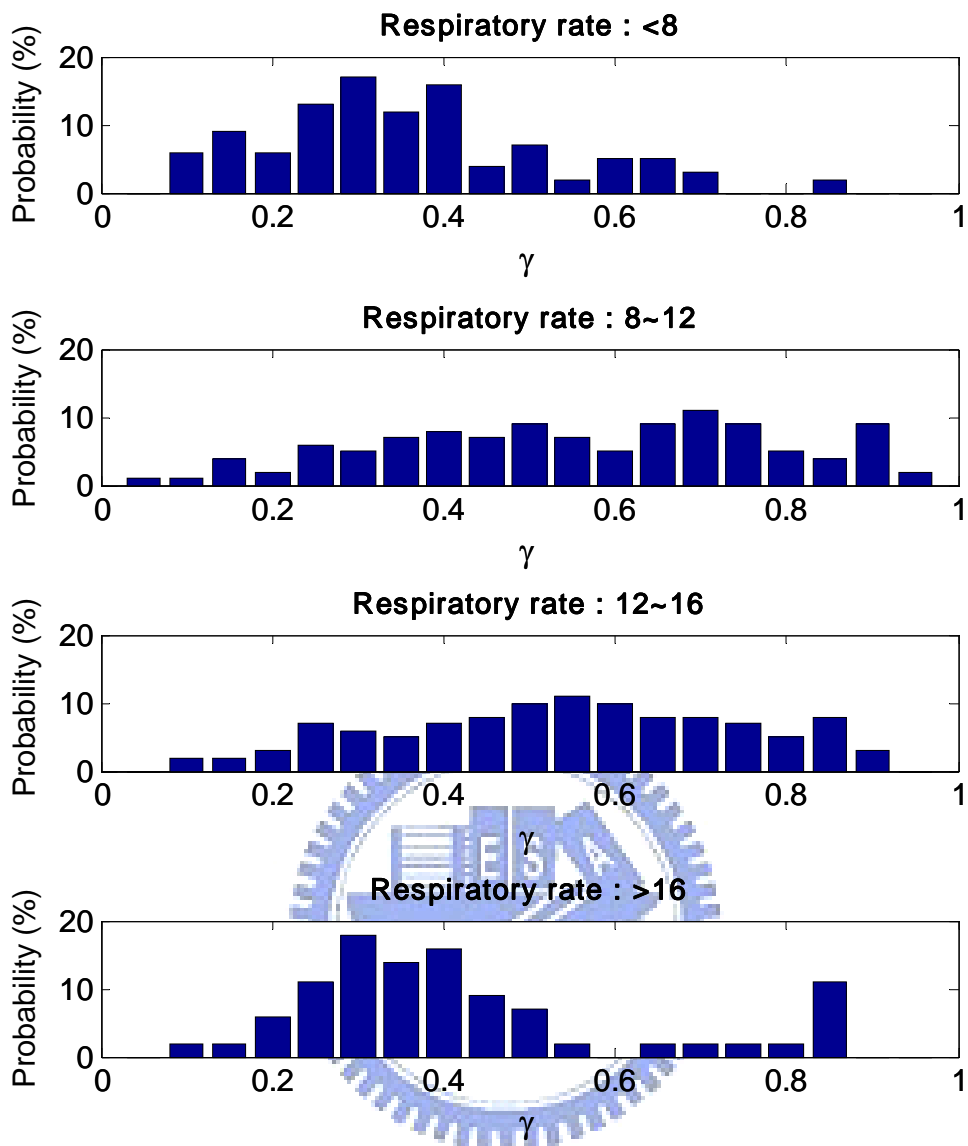 Respiratory rate : <8
Probability (%)
20
10
0
0 0.2 0.4 0.6 0.8 1
γ
Respiratory rate : 8~12
Probability (%)
20
10
0
0 0.2 0.4 0.6 0.8 1
γ
Respiratory rate : 12~16
Probability (%)
20
10
0
0 0.2 0.4 0.6 0.8 1
γ
E S A
Respiratory rate : >16
Probability (%)
20
10
0
0 0.2 0.4 0.6 0.8 1
γ